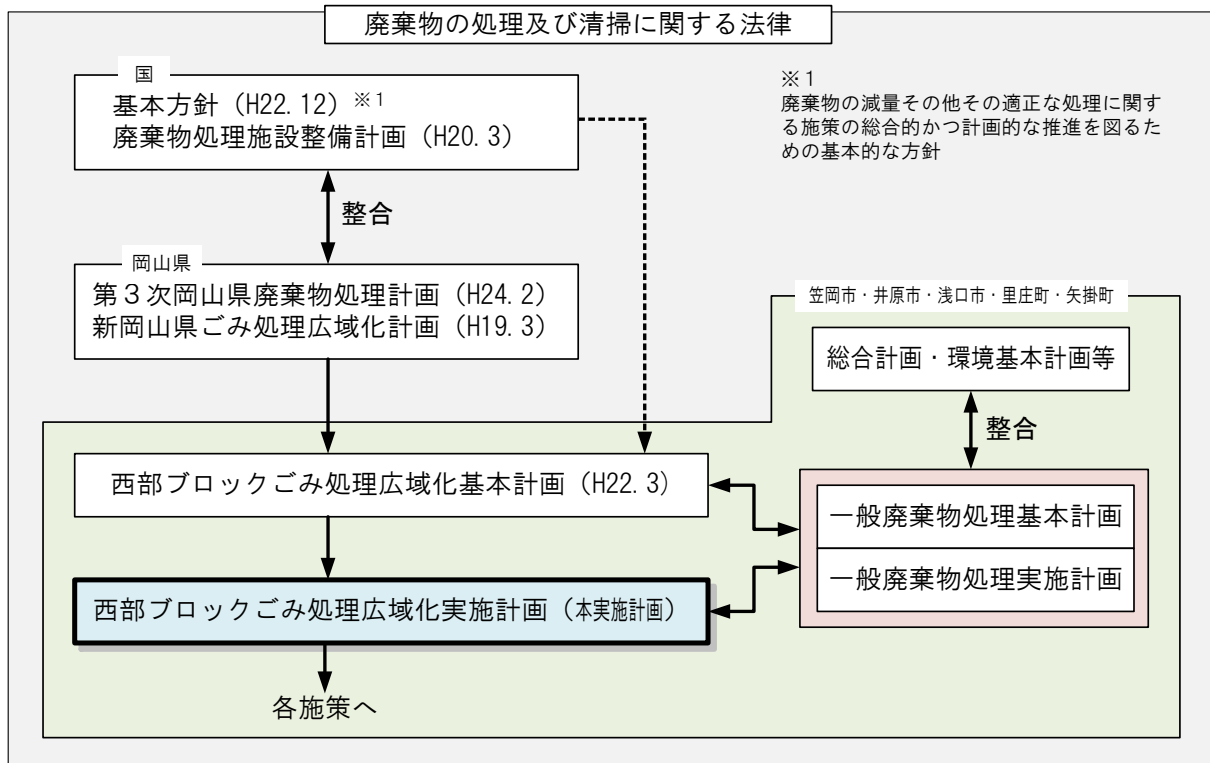 廃棄物の処理及び清掃に関する法律
国
基本方針（H22.12）※1
廃棄物処理施設整備計画（H20.3）
※１
廃棄物の減量その他その適正な処理に関す
る施策の総合的かつ計画的な推進を図るた
めの基本的な方針
整合
岡山県
第３次岡山県廃棄物処理計画（H24.2）
新岡山県ごみ処理広域化計画（H19.3）
笠岡市・井原市・浅口市・里庄町・矢掛町
総合計画・環境基本計画等
整合
西部ブロックごみ処理広域化基本計画（H22.3）
一般廃棄物処理基本計画
一般廃棄物処理実施計画
西部ブロックごみ処理広域化実施計画（本実施計画）
各施策へ